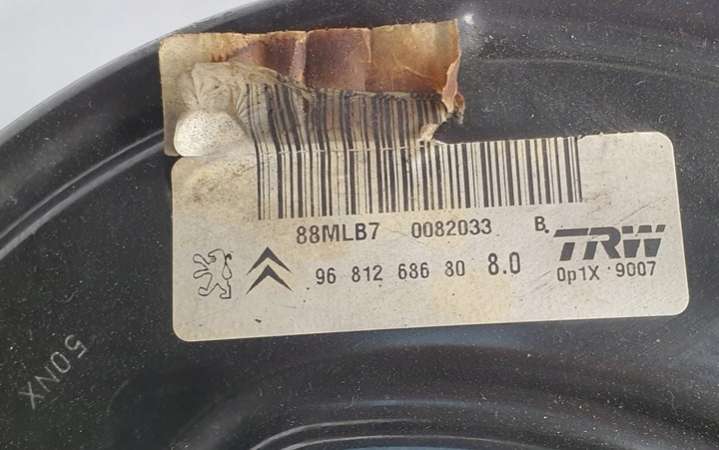 88MLB7 0082033 B.
TRW
96 812 686 80 8.0
0p1X 9007
50NX